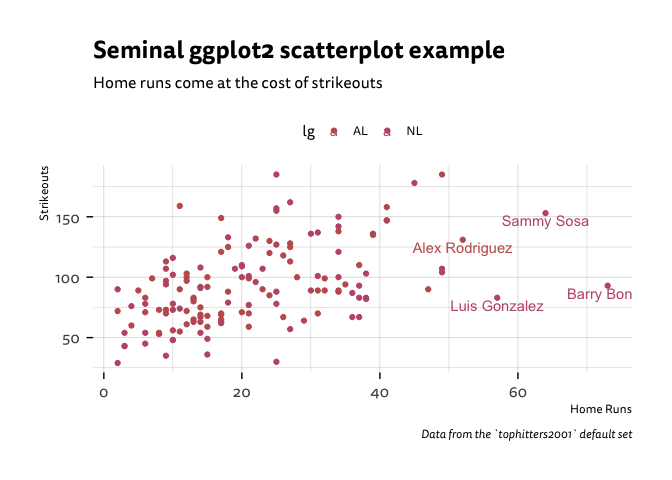 Seminal ggplot2 scatterplot example
Home runs come at the cost of strikeouts
lg a AL a NL
Strikeouts
150
100
50
Sammy Sosa
Alex Rodriguez
Barry Bon
Luis Gonzalez
0 20 40 60
Home Runs
Data from the `tophitters2001` default set